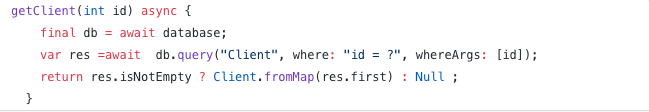 getClient(int id) async {
    final db = await database;
    var res =await  db.query("Client", where: "id = ?", whereArgs: [id]);
    return res.isNotEmpty ? Client.fromMap(res.first) : Null ;
  }